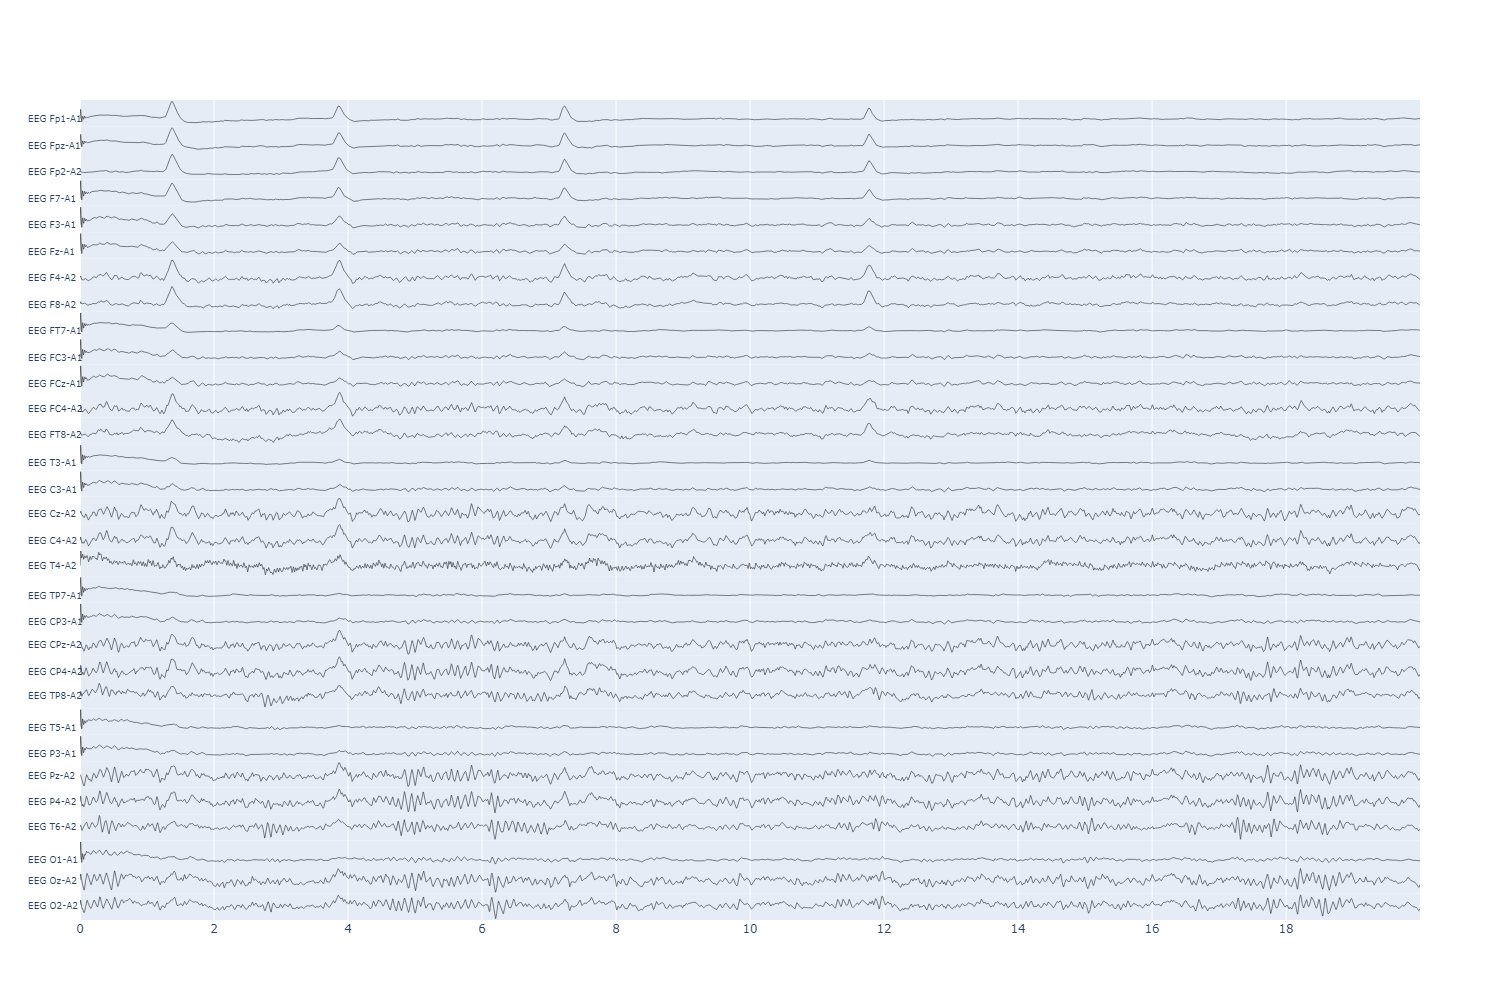 EEG Fp1-A1
EEG Fpz-A1
EEG Fp2-A2
EEG F7-A1
EEG F3-A1
EEG Fz-A1
EEG F4-A2
EEG F8-A2
EEG FT7-A1
EEG FC3-A1
EEG FCz-A1
EEG FC4-A2
EEG FT8-A2
EEG T3-A1
EEG C3-A1
EEG Cz-A2
EEG C4-A2
EEG T4-A2
EEG TP7-A1
EEG CP3-A1
EEG CPz-A2
EEG CP4-A2
EEG TP8-A2
EEG T5-A1
EEG P3-A1
EEG Pz-A2
EEG P4-A2
EEG T6-A2
EEG O1-A1
EEG Oz-A2
EEG O2-A2
0 2 4 6 8 10 12 14 16 18